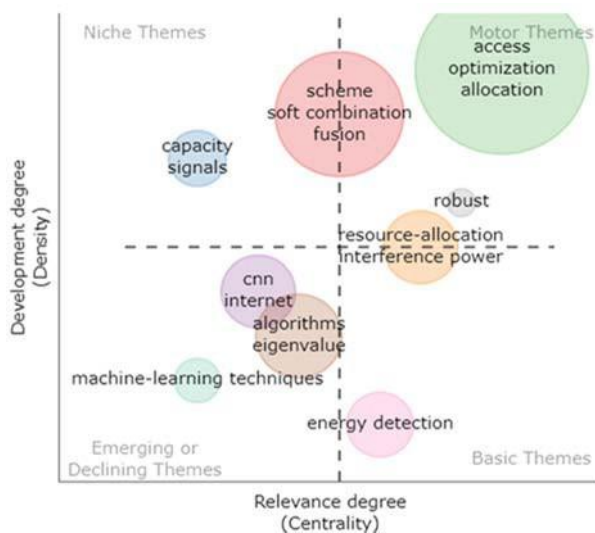 Niche Themes
Motor Themes
access
optimization
allocation
scheme
soft combination
fusion
capacity
signals
robust
resource-allocation
interference power
cnn
internet
algorithms
eigenvalue
machine-learning techniques
energy detection
Emerging or
Declining Themes
Basic Themes
Development degree
(Density)
Relevance degree
(Centrality)